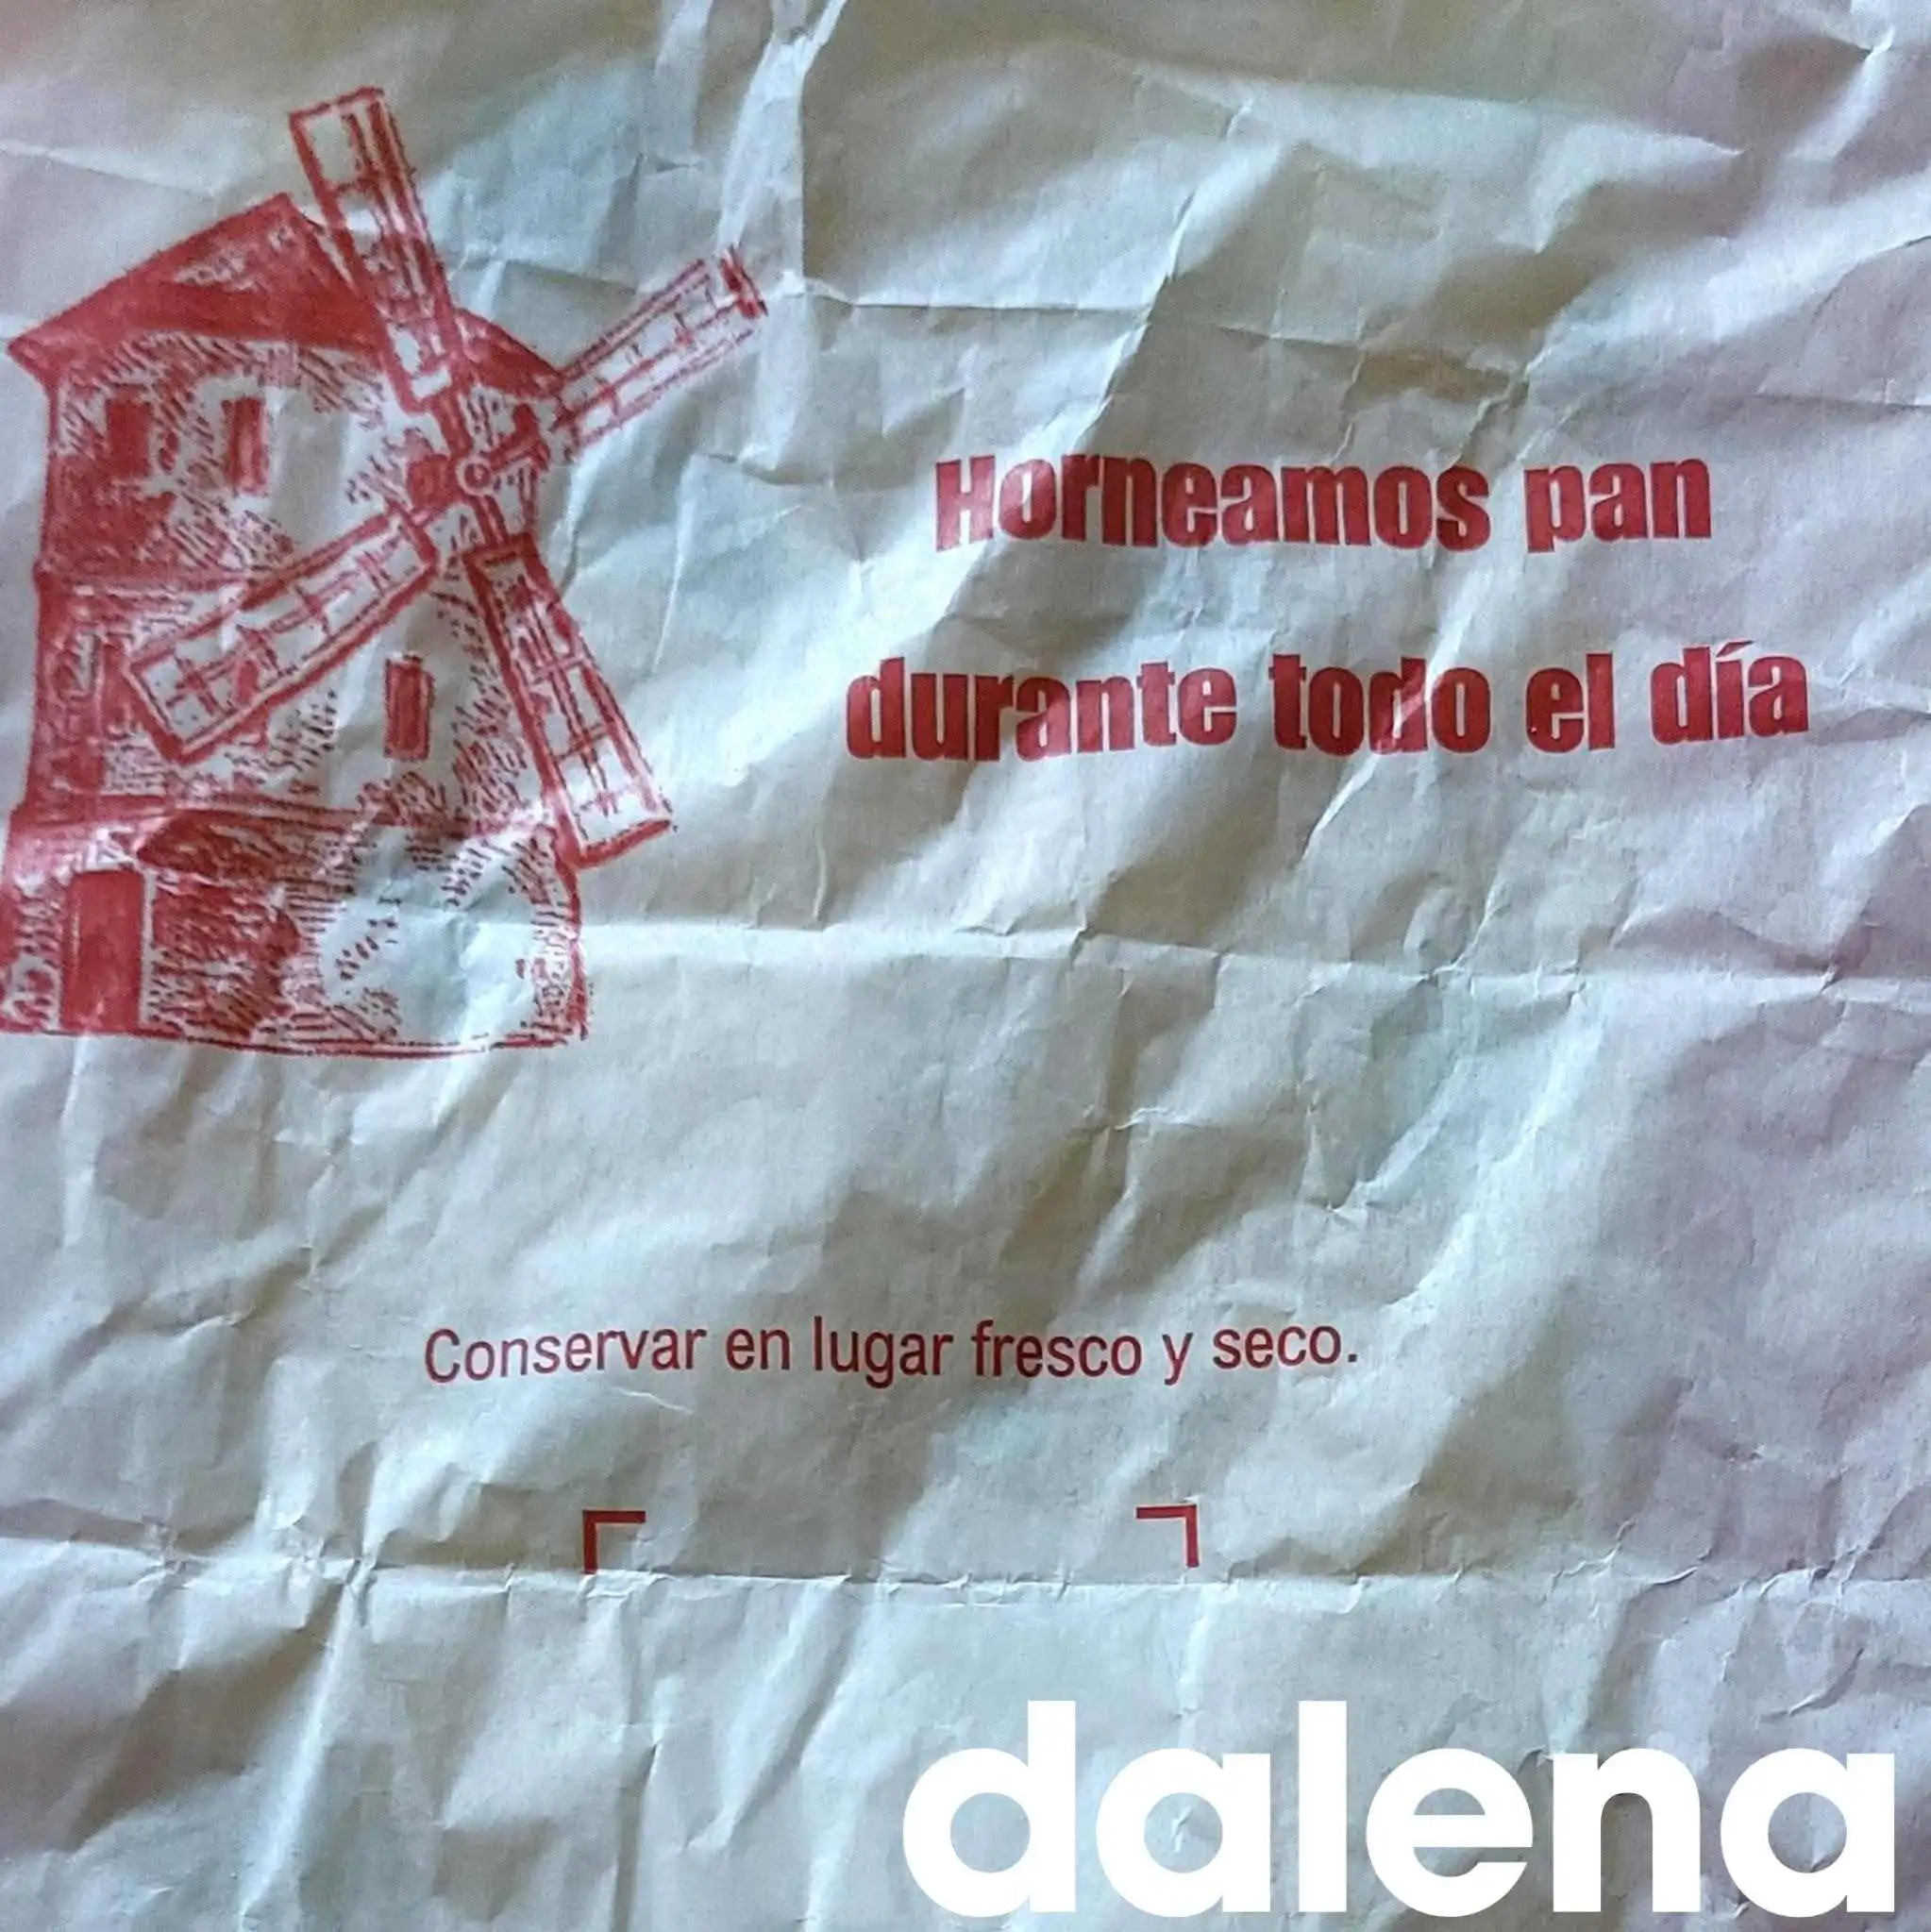 Horneamos pan
durante todo el día
Conservar en lugar fresco y seco.
dalena